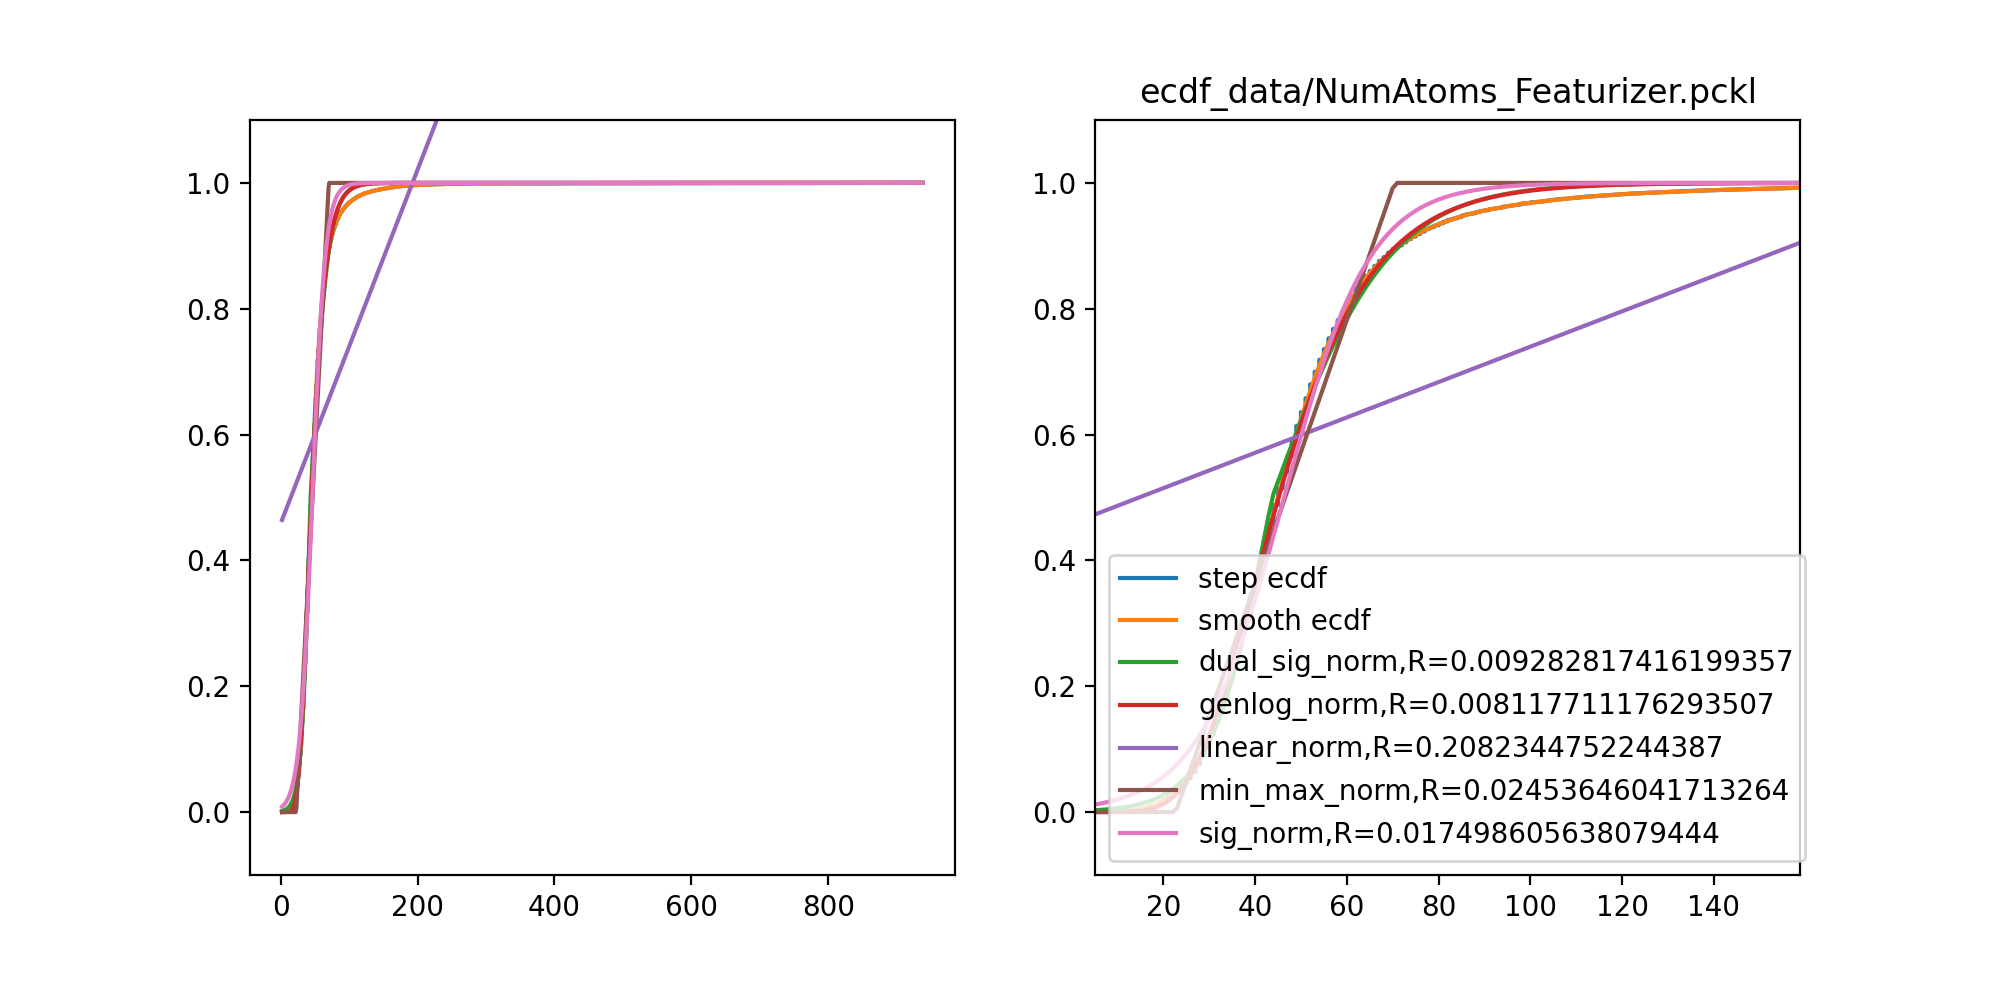 ecdf_data/NumAtoms_Featurizer.pckl
1.0
0.8
0.6
0.4
0.2
0.0
0 200 400 600 800
1.0
0.8
0.6
0.4
0.2
0.0
step ecdf
smooth ecdf
dual_sig_norm,R=0.009282817416199357
genlog_norm,R=0.008117711176293507
linear_norm,R=0.2082344752244387
min_max_norm,R=0.02453646041713264
sig_norm,R=0.017498605638079444
20 40 60 80 100 120 140